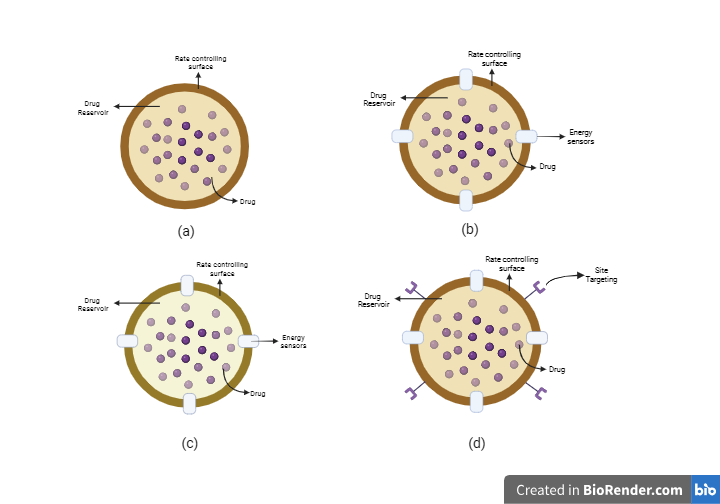 Rate controlling
surface
Drug
Reservoir
Drug
(a)
Rate controlling
surface
Drug
Reservoir
Energy
sensors
Drug
(b)
Rate controlling
surface
Drug
Reservoir
Energy
sensors
Drug
(c)
Rate controlling
surface
Site
Targeting
Drug
Reservoir
Drug
(d)
Created in BioRender.com bio